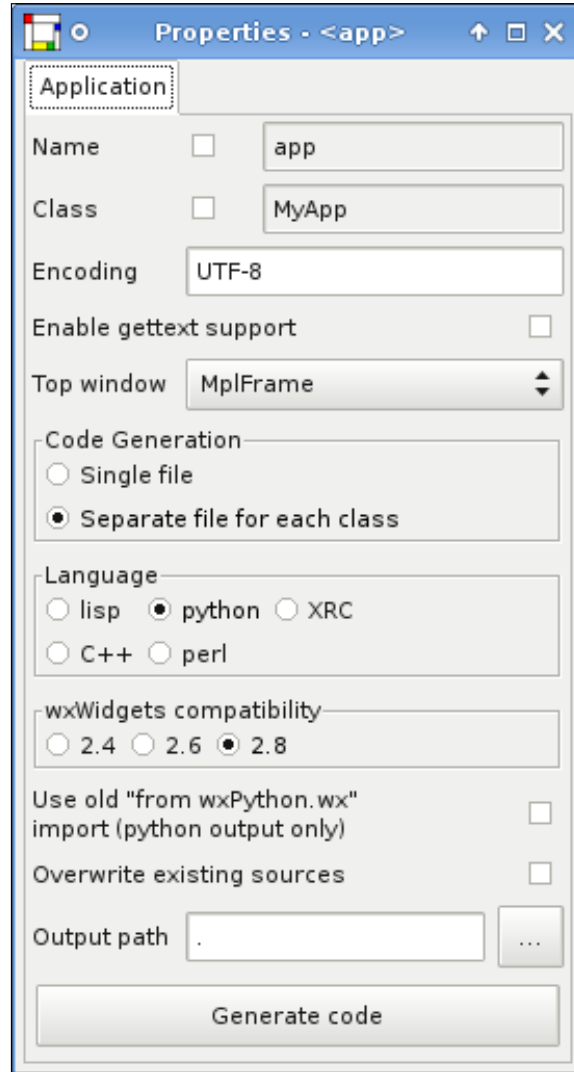 Properties - <app>
Application
Name app
Class MyApp
Encoding UTF-8
Enable gettext support
Top window MplFrame
Code Generation
Single file
Separate file for each class
Language
lisp python XRC
C++ perl
wxWidgets compatibility
2.4 2.6 2.8
Use old "from wxPython.wx"
import (python output only)
Overwrite existing sources
Output path . ...
Generate code